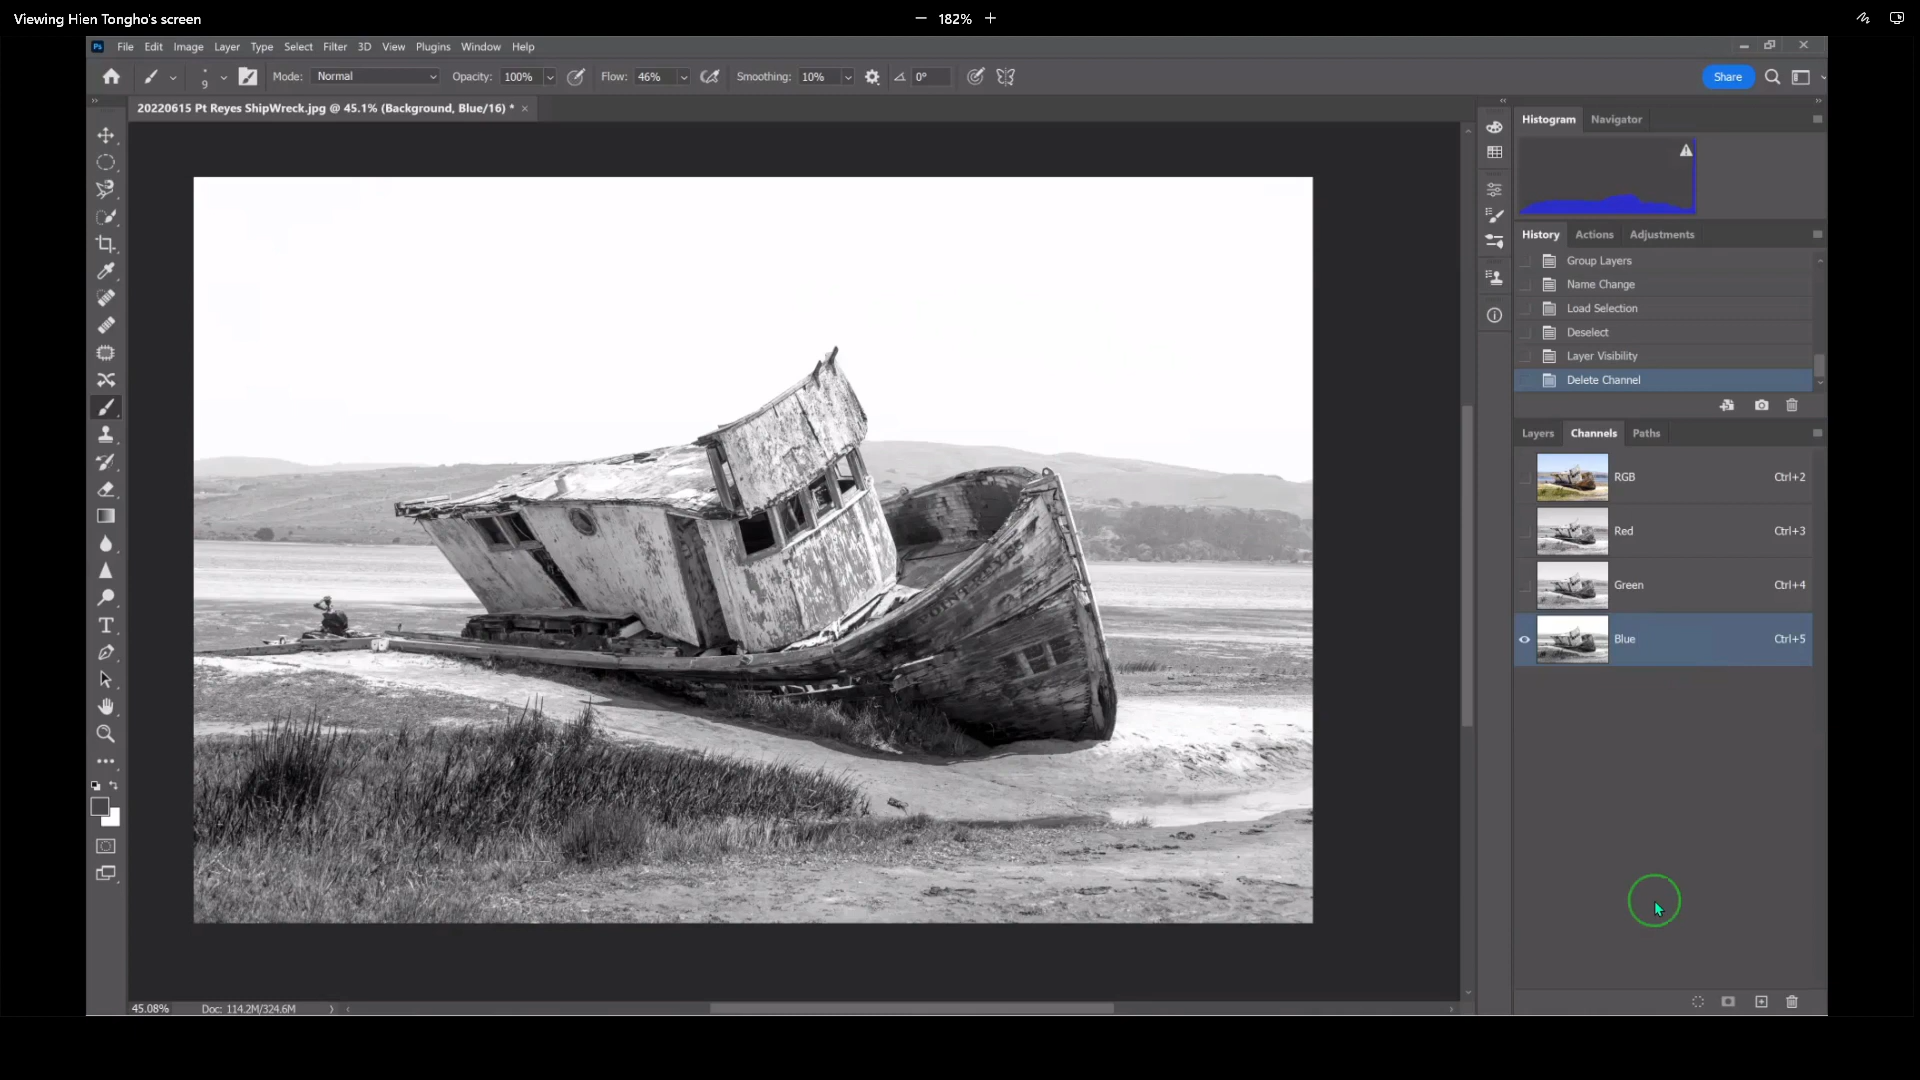 Viewing Hien Tongho's screen
182%
Ps File Edit Image Layer Type Select Filter 3D View Plugins Window Help
9 Mode: Normal Opacity: 100% Flow: 46% Smoothing: 10% 0° Share
20220615 Pt Reyes ShipWreck.jpg @ 45.1% (Background, Blue/16) *
Histogram Navigator
History Actions Adjustments
Group Layers
Name Change
Load Selection
Deselect
Layer Visibility
Delete Channel
Layers Channels Paths
RGB Ctrl+2
Red Ctrl+3
Green Ctrl+4
Blue Ctrl+5
45.08% Doc: 114.2M/324.6M